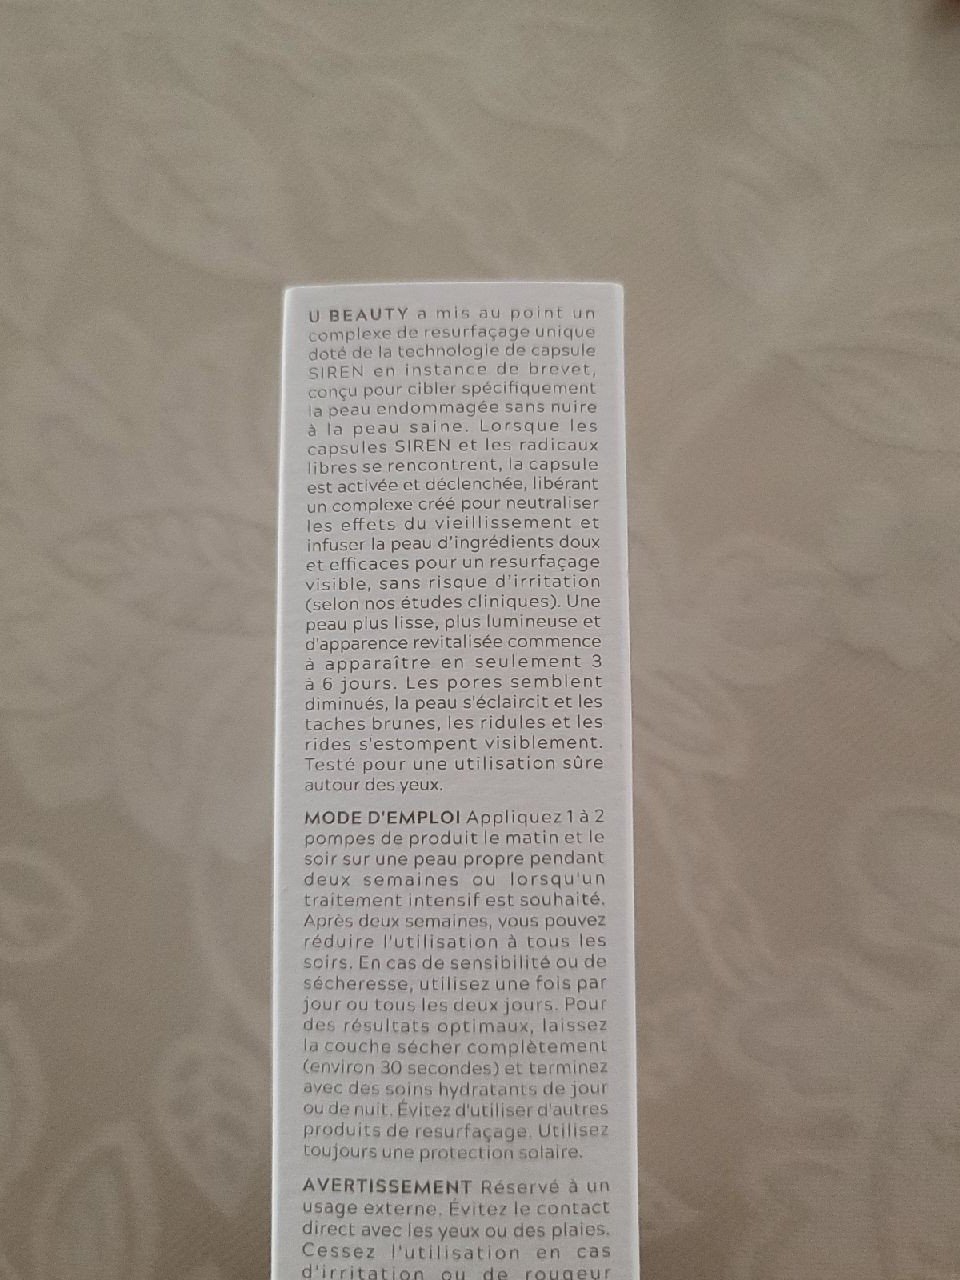 U BEAUTY a mis au point un
complexe de resurfaçage unique
doté de la technologie de capsule
SIREN en instance de brevet,
conçu pour cibler spécifiquement
la peau endommagée sans nuire
à la peau saine. Lorsque les
capsules SIREN et les radicaux
libres se rencontrent, la capsule
est activée et déclenchée, libérant
un complexe créé pour neutraliser
les effets du vieillissement et
infuser la peau d'ingrédients doux
et efficaces pour un resurfaçage
visible, sans risque d'irritation
(selon nos études cliniques). Une
peau plus lisse, plus lumineuse et
d'apparence revitalisée commence
à apparaître en seulement 3
à 6 jours. Les pores semblent
diminués, la peau s'éclaircit et les
taches brunes, les ridules et les
rides s'estompent visiblement.
Testé pour une utilisation sûre
autour des yeux.
MODE D'EMPLOI Appliquez 1 à 2
pompes de produit le matin et le
soir sur une peau propre pendant
deux semaines ou lorsqu'un
traitement intensif est souhaité.
Après deux semaines, vous pouvez
réduire l'utilisation à tous les
soirs. En cas de sensibilité ou de
sécheresse, utilisez une fois par
jour ou tous les deux jours. Pour
des résultats optimaux, laissez
la couche sécher complètement
(environ 30 secondes) et terminez
avec des soins hydratants de jour
ou de nuit. Évitez d'utiliser d'autres
produits de resurfaçage. Utilisez
toujours une protection solaire.
AVERTISSEMENT Réservé à un
usage externe. Évitez le contact
direct avec les yeux ou des plaies.
Cessez l'utilisation en cas
d'irritation ou de rougeur